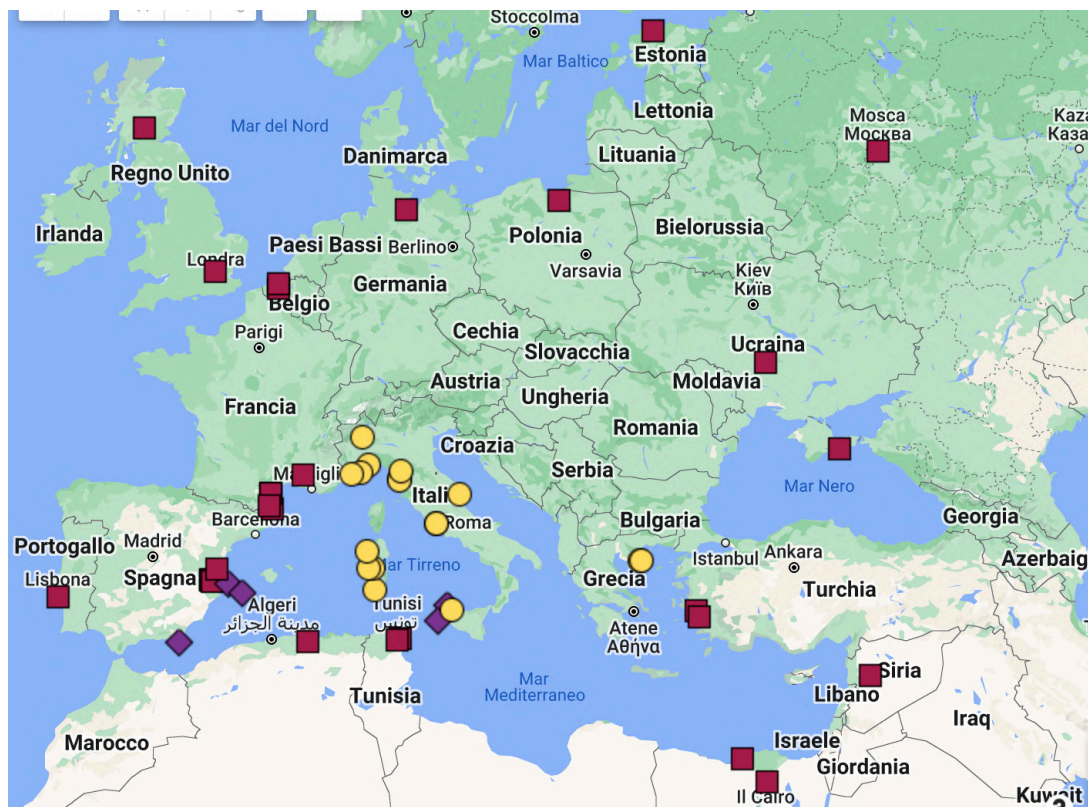 Stoccolma
Estonia
Mar Baltico
Lettonia
Mosca
Москва
Mar del Nord
Danimarca
Lituania
Regno Unito
Bielorussia
Irlanda
Polonia
Paesi Bassi
Berlino
Londra
Varsavia
Kiev
Київ
Germania
Belgio
Parigi
Cechia
Ucraina
Slovacchia
Austria
Moldavia
Ungheria
Francia
Romania
Croazia
Serbia
Mar Nero
Roma
Barcellona
Bulgaria
Georgia
Portogallo
Madrid
Istanbul
Ankara
Azerbaig
Lisbona
Spagna
Grecia
Turchia
Algeri
مدينة الجزائر
Tunisi
تونس
Atene
Αθήνα
Mar
Mediterraneo
Siria
Libano
Tunisia
Iraq
Marocco
Israele
Giordania
Il Cairo
Kuwait